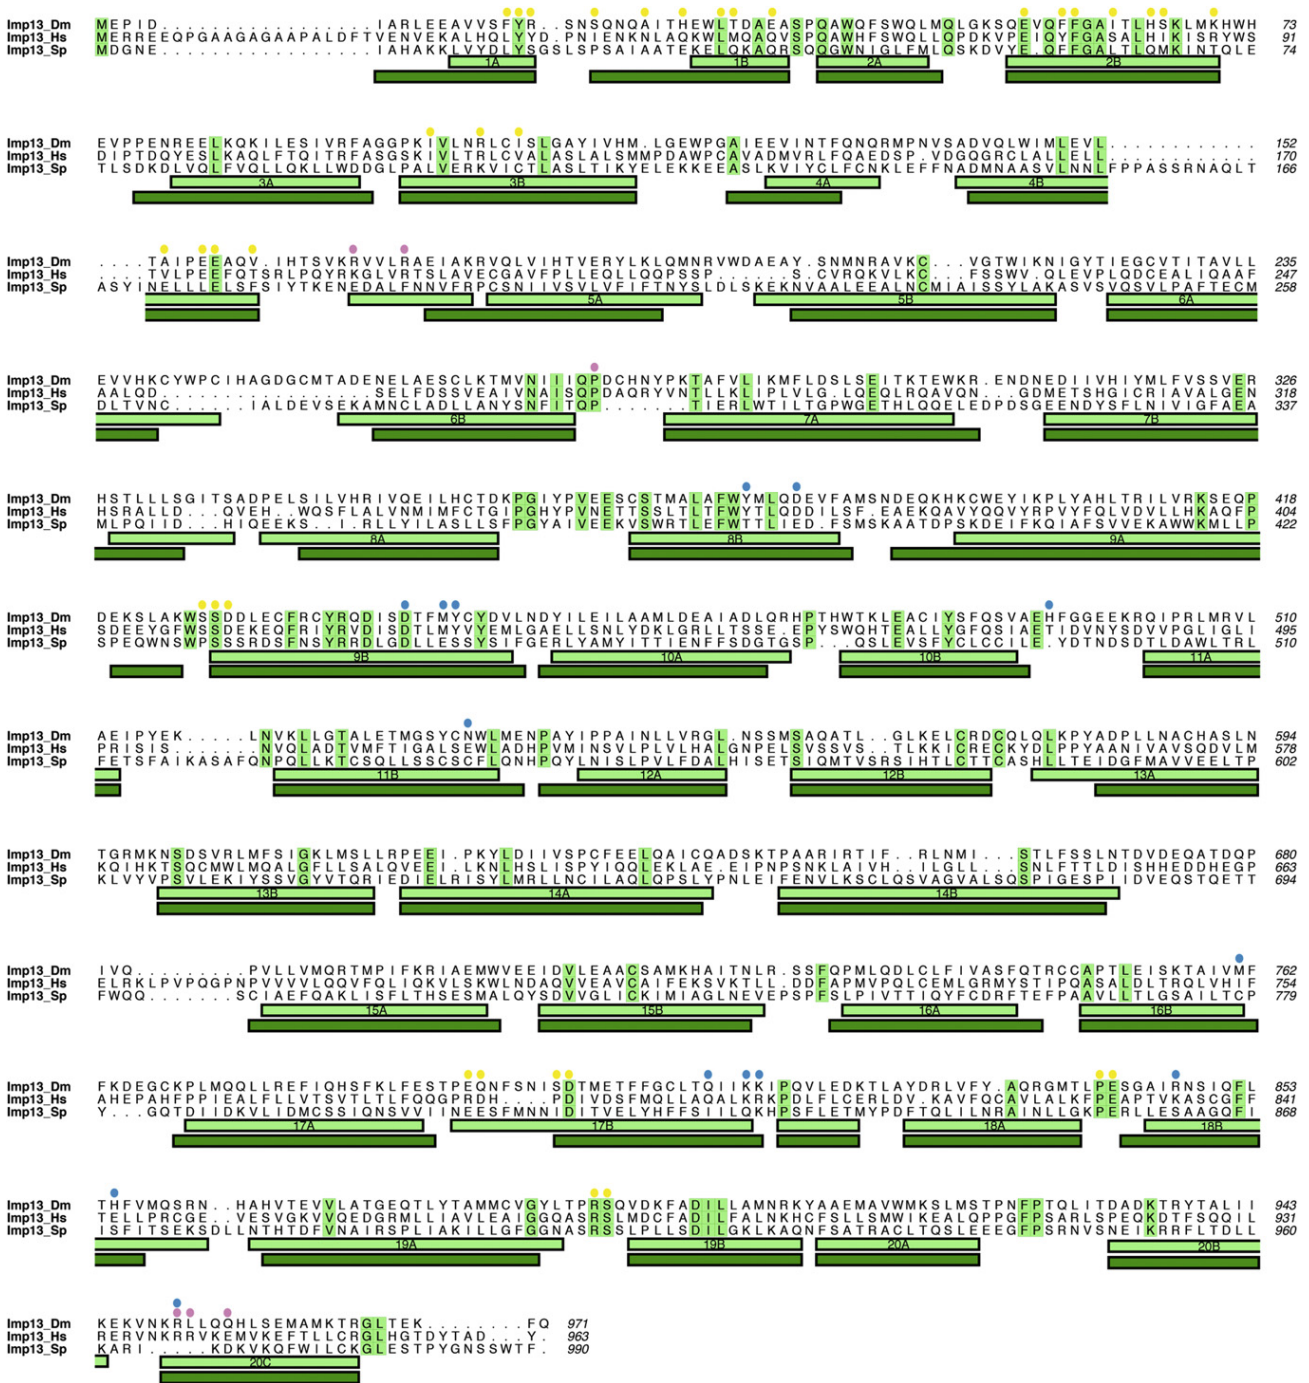 Imp13_Dm MEPID......................IARLEEAVVSFYR..SNSQNQAITHEWLTDAEASPQAWQFSWQLMQLGKSQEVQFFGAITLHSKLMKHWH 73
Imp13_Hs MERREEQPGAAGAGAAPALDFTVENVEKALHQLYYD.PNIENKNLAQKWLMQAQVSPQAWHFSWQLLQPDKVPEIQYFGASALHIKISRYWS 91
Imp13_Sp MDGNE.................IAHAKKLVYDLYSGSLSPSAIAATEKELQKAQRSQQGWNIGLFMLQSKDVYEQFFGALTLQMKINTQLE 74
1A 1B 2A 2B
Imp13_Dm EVPPENREELKQKILESIVRFAGGPKIVLNRLCISLGAYIVHML.GEWPGAIEEVINTFQNQRMPNVSADVQLWIMLEVL............ 152
Imp13_Hs DIPTDQYESLKAQLFTQITRFASGSKIVLTRLCVALASLALSMMPDAWPCAVADMVRLFQAEDSP.VDGQGRCLALLELL............ 170
Imp13_Sp TLSDKDLVQLFVQLLQKLLWDDGLPALVERKVICTLASLTIKYELEKKEEASLKVIYCLFCNKLEFFNADMNAASVLNNLFPPASSRNAQLT 166
3A 3B 4A 4B
Imp13_Dm ....TAIPEEAQV.IHTSVKRVVLRAEIAKRVQLVIHTVERYLKLQMNRVWDAEAY.SNMNRAVKC...VGTWIKNIGYTIEGCVTITAVLL 235
Imp13_Hs ....TVLPEEFQTSRLPQYRKGLVRTSLAVECGAVFPLLEQLLQQPSSP......S.CVRQKVLKC...FSSWV.QLEVPLQDCEALIQAAF 247
Imp13_Sp ASYINELLLELSFSIYTKENEDALFNNVFRPCSNIIVSVLVFIFTNYSLDLSKEKNVAALEEALNCMIAISSYLAKASVSVQSVLPAFTECM 258
5A 5B 6A
Imp13_Dm EVVHKCYWPCIHAGDGCMTADENELAESCLKTMVNIIIQPDCHNYPKTAFVLIKMFLDSLSEITKTEWKR.ENDNEDIIVHIYMLFVSSVER 326
Imp13_Hs AALQD.................SELFDSSVEAIVNAISQPDAQRYVNTLLKLIPLVLG.LQEQLRQAVQN...GDMETSHGICRIAVALGEN 318
Imp13_Sp DLTVNC......IALDEVSEKAMNCLADLLANYSNFITQP.......TIERLWTILTGPWGETHLQQELEDPDSGEENDYSFLNIVIGFAEA 337
6B 7A 7B
Imp13_Dm HSTLLLSGITSADPELSILVHRIVQEILHCTDKPGIYPVEESCSTMALAFWYMLQDEVFAMSNDEQKHKCWEYIKPLYAHLTRILVRKSEQP 418
Imp13_Hs HSRALLD...QVEH..WQSFLALVNMIMFCTGIPGHYPVNETTSSLTLTFWYTLQDDILSF.EAEKQAVYQQVYRPVYFQLVDVLLHKAQFP 404
Imp13_Sp MLPQIID..HIQEEKS...I.RLLYILASLLSFPGYAIVEEKVSWRTLEFWTTLIED.FSMSKAATDPSKDEIFKQIAFSVVEKAWWKMLLP 422
8A 8B 9A
Imp13_Dm DEKSLAKWSSDDLECFRCYRQDISDTFMYCYDVLNDYILEILAAMLDEAIADLQRHPTHWTKLEACIYSFQSVAEHFGGEEKRQIPRLMRVL 510
Imp13_Hs SDEEYGFWSSDEKEQFRIYRVDISDTLMYVYEMLGAELLSNLYDKLGRLLTSSE..EPYSWQHTEALLYGFQSIAETIDVNYSDVVPGLIGLI 495
Imp13_Sp SPEQWNSWPSSSRDSFNSYRRDLGDLLESSYSIFGERLYAMYITTIENFFSDGTGSP...QSLEVSFYCLCCILE.YDTNDSDTLDAWLTRL 510
9B 10A 10B 11A
Imp13_Dm AEIPYEK......LNVKLLGTALETMGSYCNWLMENPAYIPPAINLLVRGL.NSSMSAQATL..GLKELCRDCQLQLKPYADPLLNACHASLN 594
Imp13_Hs PRISIS.......NVQLADTVMFTIGALSEWLADHPVMINSVLPLVLHALGNPELSVSSVS..TLKKICRECKYDLPPYAANIVAVSQDVLM 578
Imp13_Sp FETSFAIKASAFQNPQLLKTCSQLLSSCSCFLQNHPQYLNISLPVLFDALHISETSIQMTVSRSIHTLCTTCASHLLTEIDGFMAVVEELTP 602
11B 12A 12B 13A
Imp13_Dm TGRMKNSDSVRLMFSIGKLMSLLRPEEI.PKYLDIIVSPCFEELQAICQADSKTPAARIRTIF..RLNMI...STLFSSLNTDVDEQATDQP 680
Imp13_Hs KQIHKTSQCMWLMQALGFLLSALQVEEI.LKNLHSLISPYIQQLEKLAE.EIPNPSNKLAIVH..ILGLL...SNLFTTLDISHHEDDHEGP 663
Imp13_Sp KLVYVPSVLEKIYSSVGYVTQRIEDIELRISYLMRLLNCILAQLQPSLYPNLEIFENVLKSCLQSVAGVALSQSPIGESPIIDVEQSTQETT 694
13B 14A 14B
Imp13_Dm IVQ.........PVLLVMQRTMPIFKRIAEMWVEEIDVLEAACSAMKHAITNLR.SSFQPMLQDLCLFIVASFQTRCCAPTLEISKTAIVMF 762
Imp13_Hs ELRKLPVPQGPNPVVVVLQQVFQLIQKVLSKWLNDAQVVEAVCAIFEKSVKTLL.DDFAPMVPQLCEMLGRMYSTIPQASALDLTRQLVHIF 754
Imp13_Sp FWQQ.......SCIAEFQAKLISFLTHSESMALQYSDVVGLICKIMIAGLNEVEPSPFSLPIVTTIQYFCDRFTEFPAAVLLTLGSAILTCP 779
15A 15B 16A 16B
Imp13_Dm FKDEGCKPLMQQLLREFIQHSFKLFESTPEQNFSNISDTMETFFGCLTQIIKKIPQVLEDKTLAYDRLVFY.AQRGMTLPESGAIRNSIQFL 853
Imp13_Hs AHEPAHFPPIEALFLLVTSVTLTLFQQGPRDH....PDIVDSFMQLLAQALKRKPDLFLCERLDV.KAVFQCAVLALKFPEAPTVKASCGFF 841
Imp13_Sp Y...GQTDIIDKVLIDMCSSIQNSVVIINEESFMNNIDITVELYHFFSIILQKHPDSFLETMYPDFTQLILNRAINLLGKPERLLESAAGQFI 868
17A 17B 18A 18B
Imp13_Dm THFVMQSRN..HAHVTEVVLATGEQTLYTAMMCVGYLTPRSQVDKFADILLAMNRKYAAEMAVWMKSLMSTPNFPTQLITDADKTRYTALII 943
Imp13_Hs TELLPRCGE..VESVGKVVQEDGRMLLIAVLEAIGGQASRSLMDCFADILFALNKHCFSLLSMWIKEALQPPGFPSARLSPEQKDTFSQQIL 931
Imp13_Sp ISFITSEKSDLLNTHTDFVNAIRSPLIAKILLGFGGNASRSSLPLLSDILGKLKAQNFSATRACLTQSLEEEGFPSRNVSNEIKRRFLTDLL 960
19A 19B 20A 20B
Imp13_Dm KEKVNKRLLQQHLSEMAMKTRGLTEK........FQ 971
Imp13_Hs RERVNKRRVKEMVKEFTLLCRGLHGTDYTAD...Y. 963
Imp13_Sp KARI.....KDKVKQFWILCKGLESTPYGNSSWTF. 990
20C